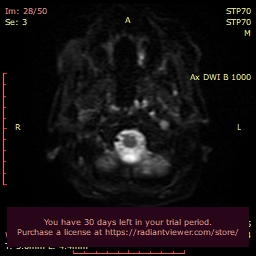 Im: 28/50
Se: 3
A
STP70
STP70
M
Ax DWI B 1000
R
L
You have 30 days left in your trial period.
Purchase a license at https://radiantviewer.com/store/